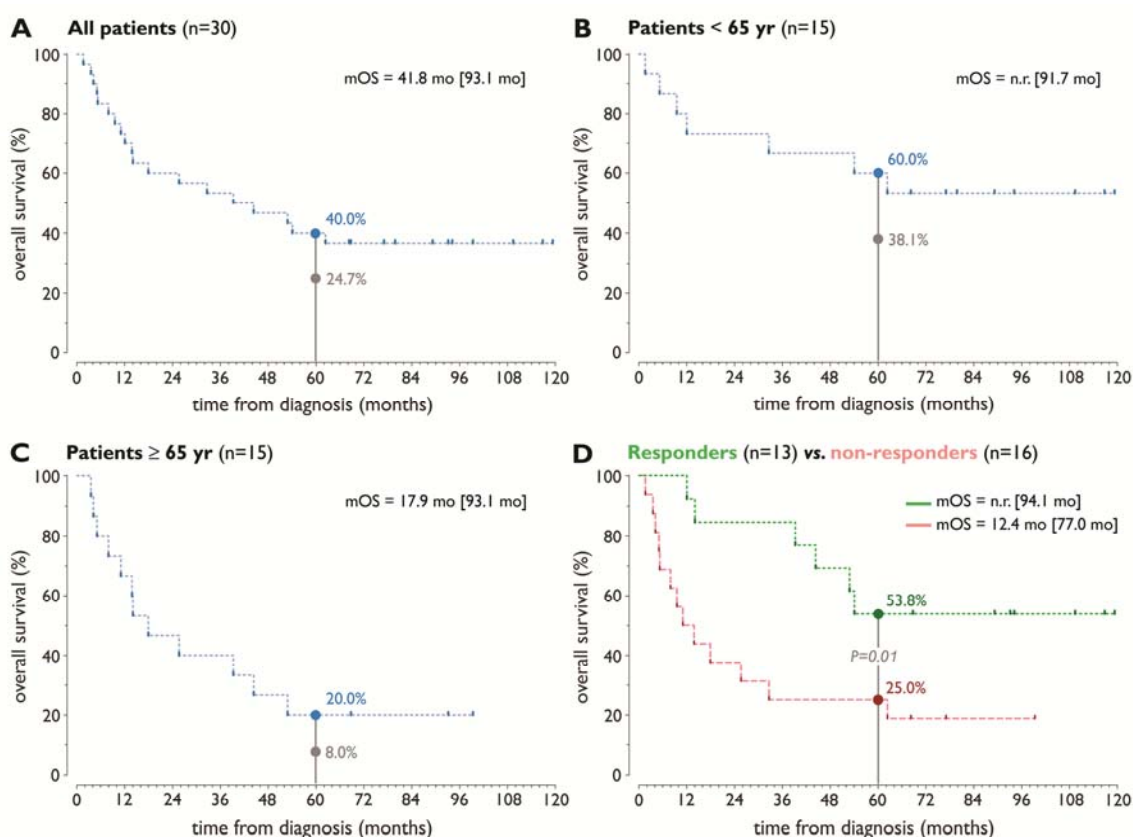 A All patients (n=30)
mOS = 41.8 mo [93.1 mo]
overall survival (%)
100
80
60
40
20
0
40.0%
24.7%
0 12 24 36 48 60 72 84 96 108 120
time from diagnosis (months)
B Patients < 65 yr (n=15)
mOS = n.r. [91.7 mo]
overall survival (%)
100
80
60
40
20
0
60.0%
38.1%
0 12 24 36 48 60 72 84 96 108 120
time from diagnosis (months)
C Patients ≥ 65 yr (n=15)
mOS = 17.9 mo [93.1 mo]
overall survival (%)
100
80
60
40
20
0
20.0%
8.0%
0 12 24 36 48 60 72 84 96 108 120
time from diagnosis (months)
D Responders (n=13) vs. non-responders (n=16)
mOS = n.r. [94.1 mo]
mOS = 12.4 mo [77.0 mo]
overall survival (%)
100
80
60
40
20
0
53.8%
P=0.01
25.0%
0 12 24 36 48 60 72 84 96 108 120
time from diagnosis (months)